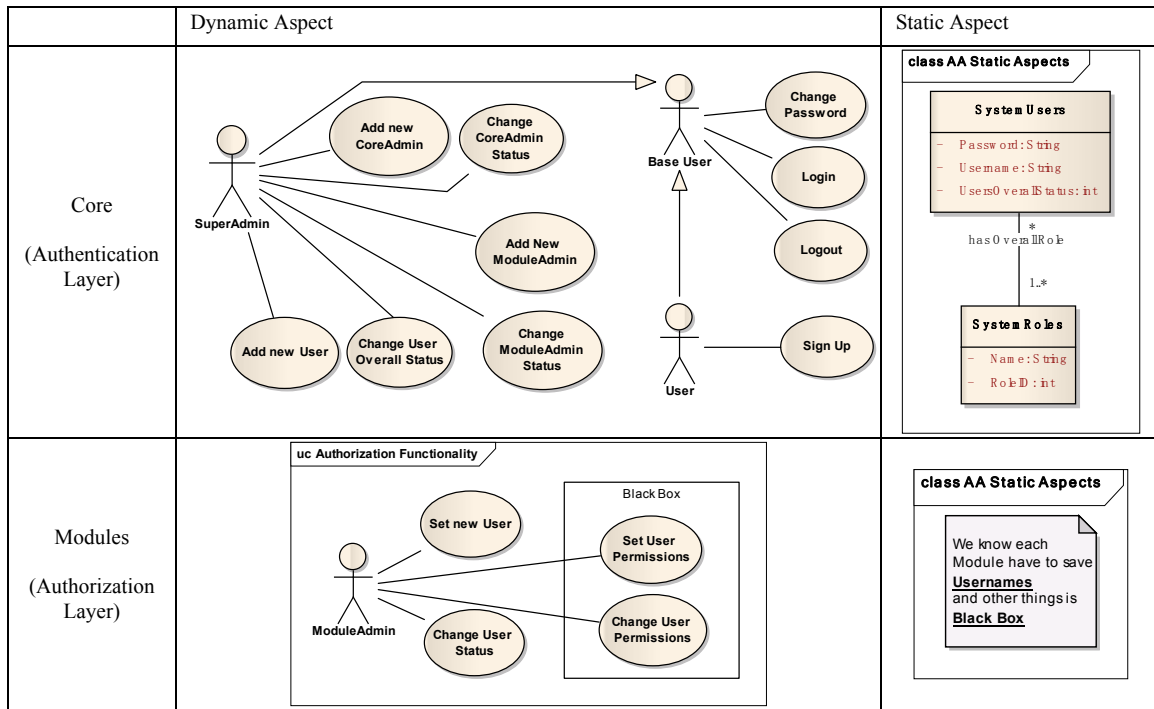 Dynamic Aspect
Static Aspect
Core
(Authentication
Layer)
SuperAdmin
Add new
CoreAdmin
Change
CoreAdmin
Status
Add New
ModuleAdmin
Add new User
Change User
Overall Status
Change
ModuleAdmin
Status
Base User
Change
Password
Login
Logout
User
Sign Up
class AA Static Aspects
SystemUsers
- Password:String
- Username:String
- UsersOverallStatus:int
*
hasOverallRole
1..*
SystemRoles
- Name:String
- RoleID:int
Modules
(Authorization
Layer)
uc Authorization Functionality
ModuleAdmin
Set new User
Change User
Status
Black Box
Set User
Permissions
Change User
Permissions
class AA Static Aspects
We know each
Module have to save
Usernames
and other things is
Black Box